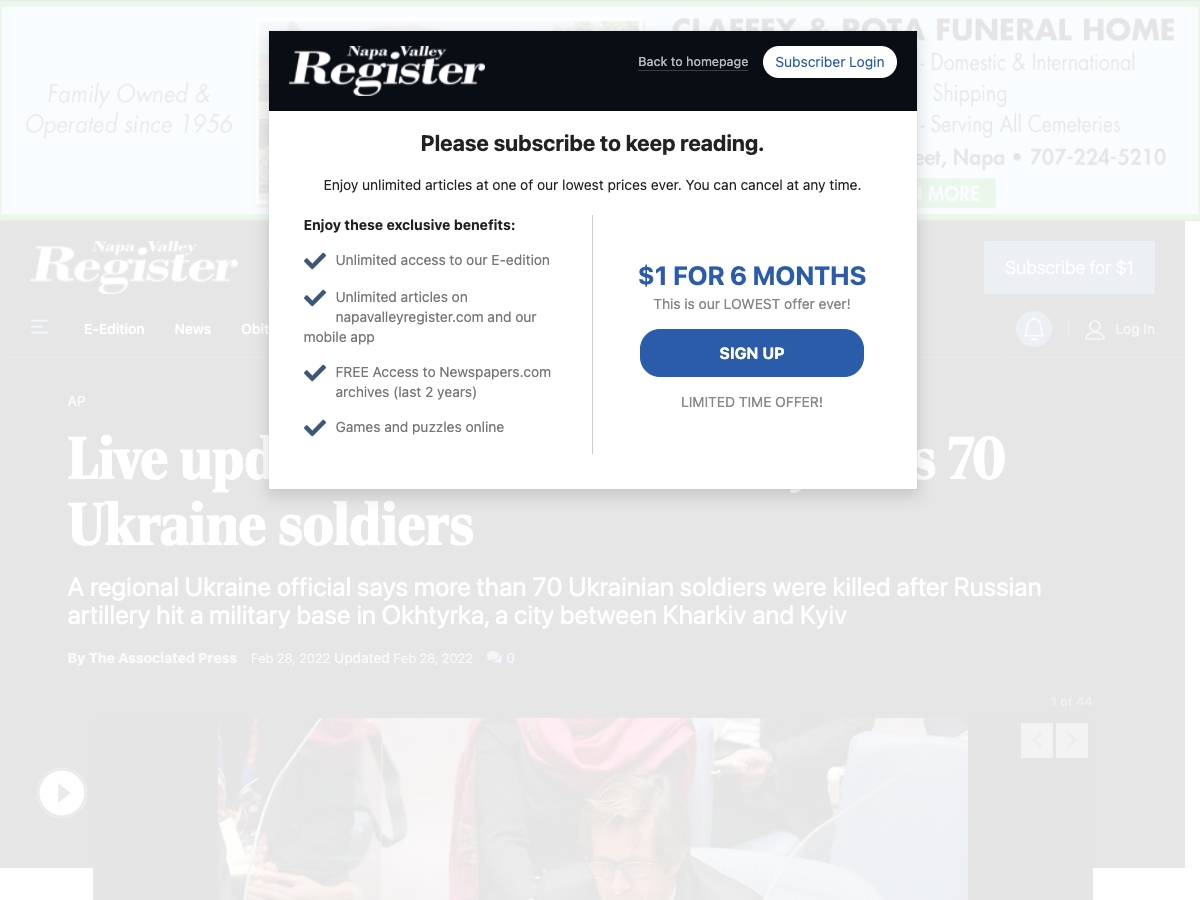 CLAFFEY & ROTA FUNERAL HOME
Family Owned &
Operated since 1956
- Domestic & International
Shipping
- Serving All Cemeteries
Napa • 707-224-5210
MORE
Napa Valley
Register
Back to homepage
Subscriber Login
Please subscribe to keep reading.
Enjoy unlimited articles at one of our lowest prices ever. You can cancel at any time.
Enjoy these exclusive benefits:
Unlimited access to our E-edition
Unlimited articles on
napavalleyregister.com and our
mobile app
FREE Access to Newspapers.com
archives (last 2 years)
Games and puzzles online
$1 FOR 6 MONTHS
This is our LOWEST offer ever!
SIGN UP
LIMITED TIME OFFER!
Napa Valley
Register
Subscribe for $1
E-Edition
News
Log In
AP
Live 70
Ukraine soldiers
A regional Ukraine official says more than 70 Ukrainian soldiers were killed after Russian
artillery hit a military base in Okhtyrka, a city between Kharkiv and Kyiv
By The Associated Press Feb 28, 2022 Updated Feb 28, 2022 0
1 of 44